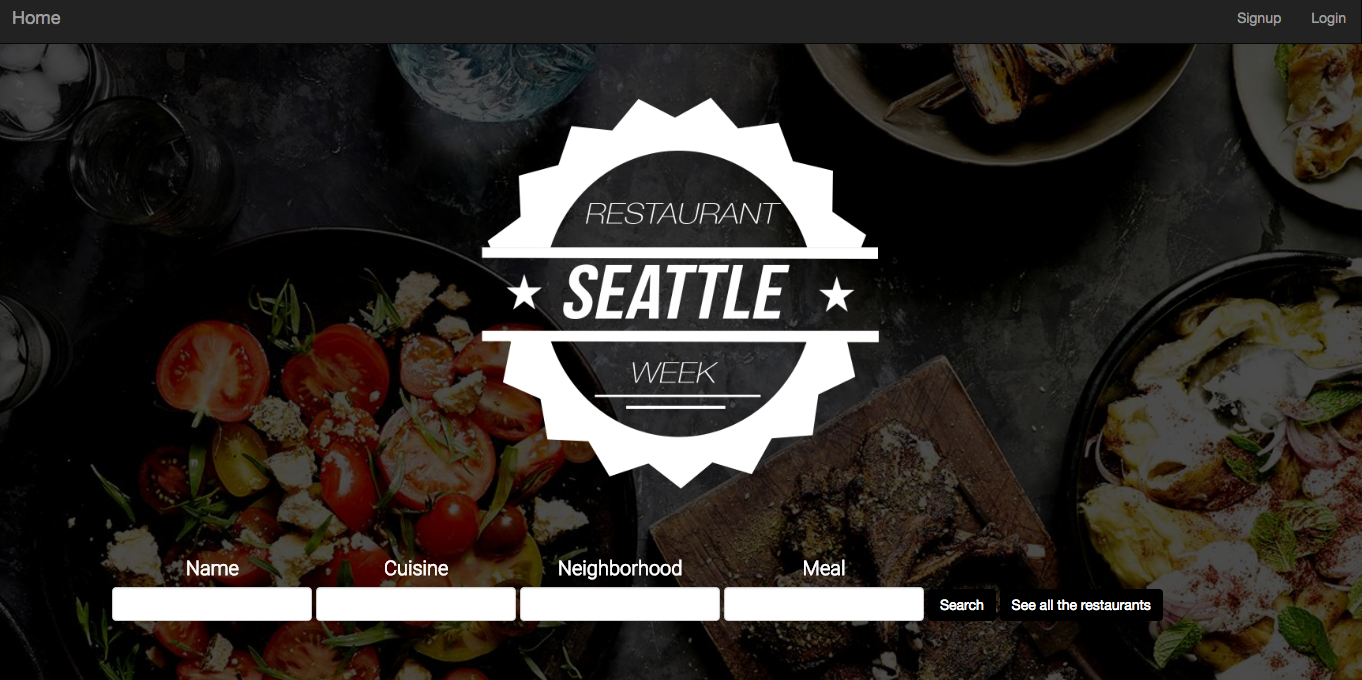 Home Signup Login
RESTAURANT
SEATTLE
WEEK
Name Cuisine Neighborhood Meal
Search See all the restaurants